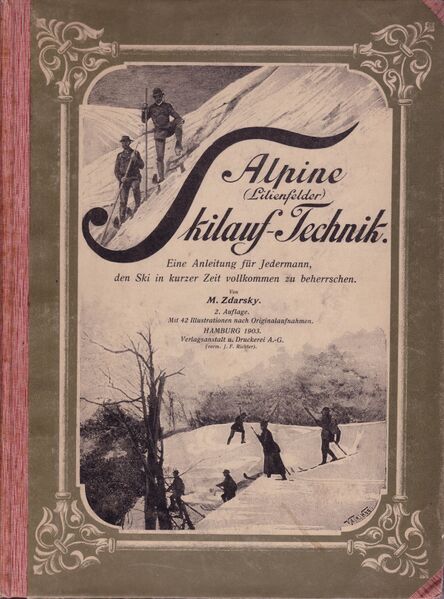 Alpine
(Lilienfelder)
Skilauf-Technik.
Eine Anleitung für Jedermann,
den Ski in kurzer Zeit vollkommen zu beherrschen.
Von
M. Zdarsky.
2. Auflage.
Mit 42 Illustrationen nach Originalaufnahmen.
HAMBURG 1903.
Verlagsanstalt u. Druckerei A.-G.
(vorm. J. F. Richter).